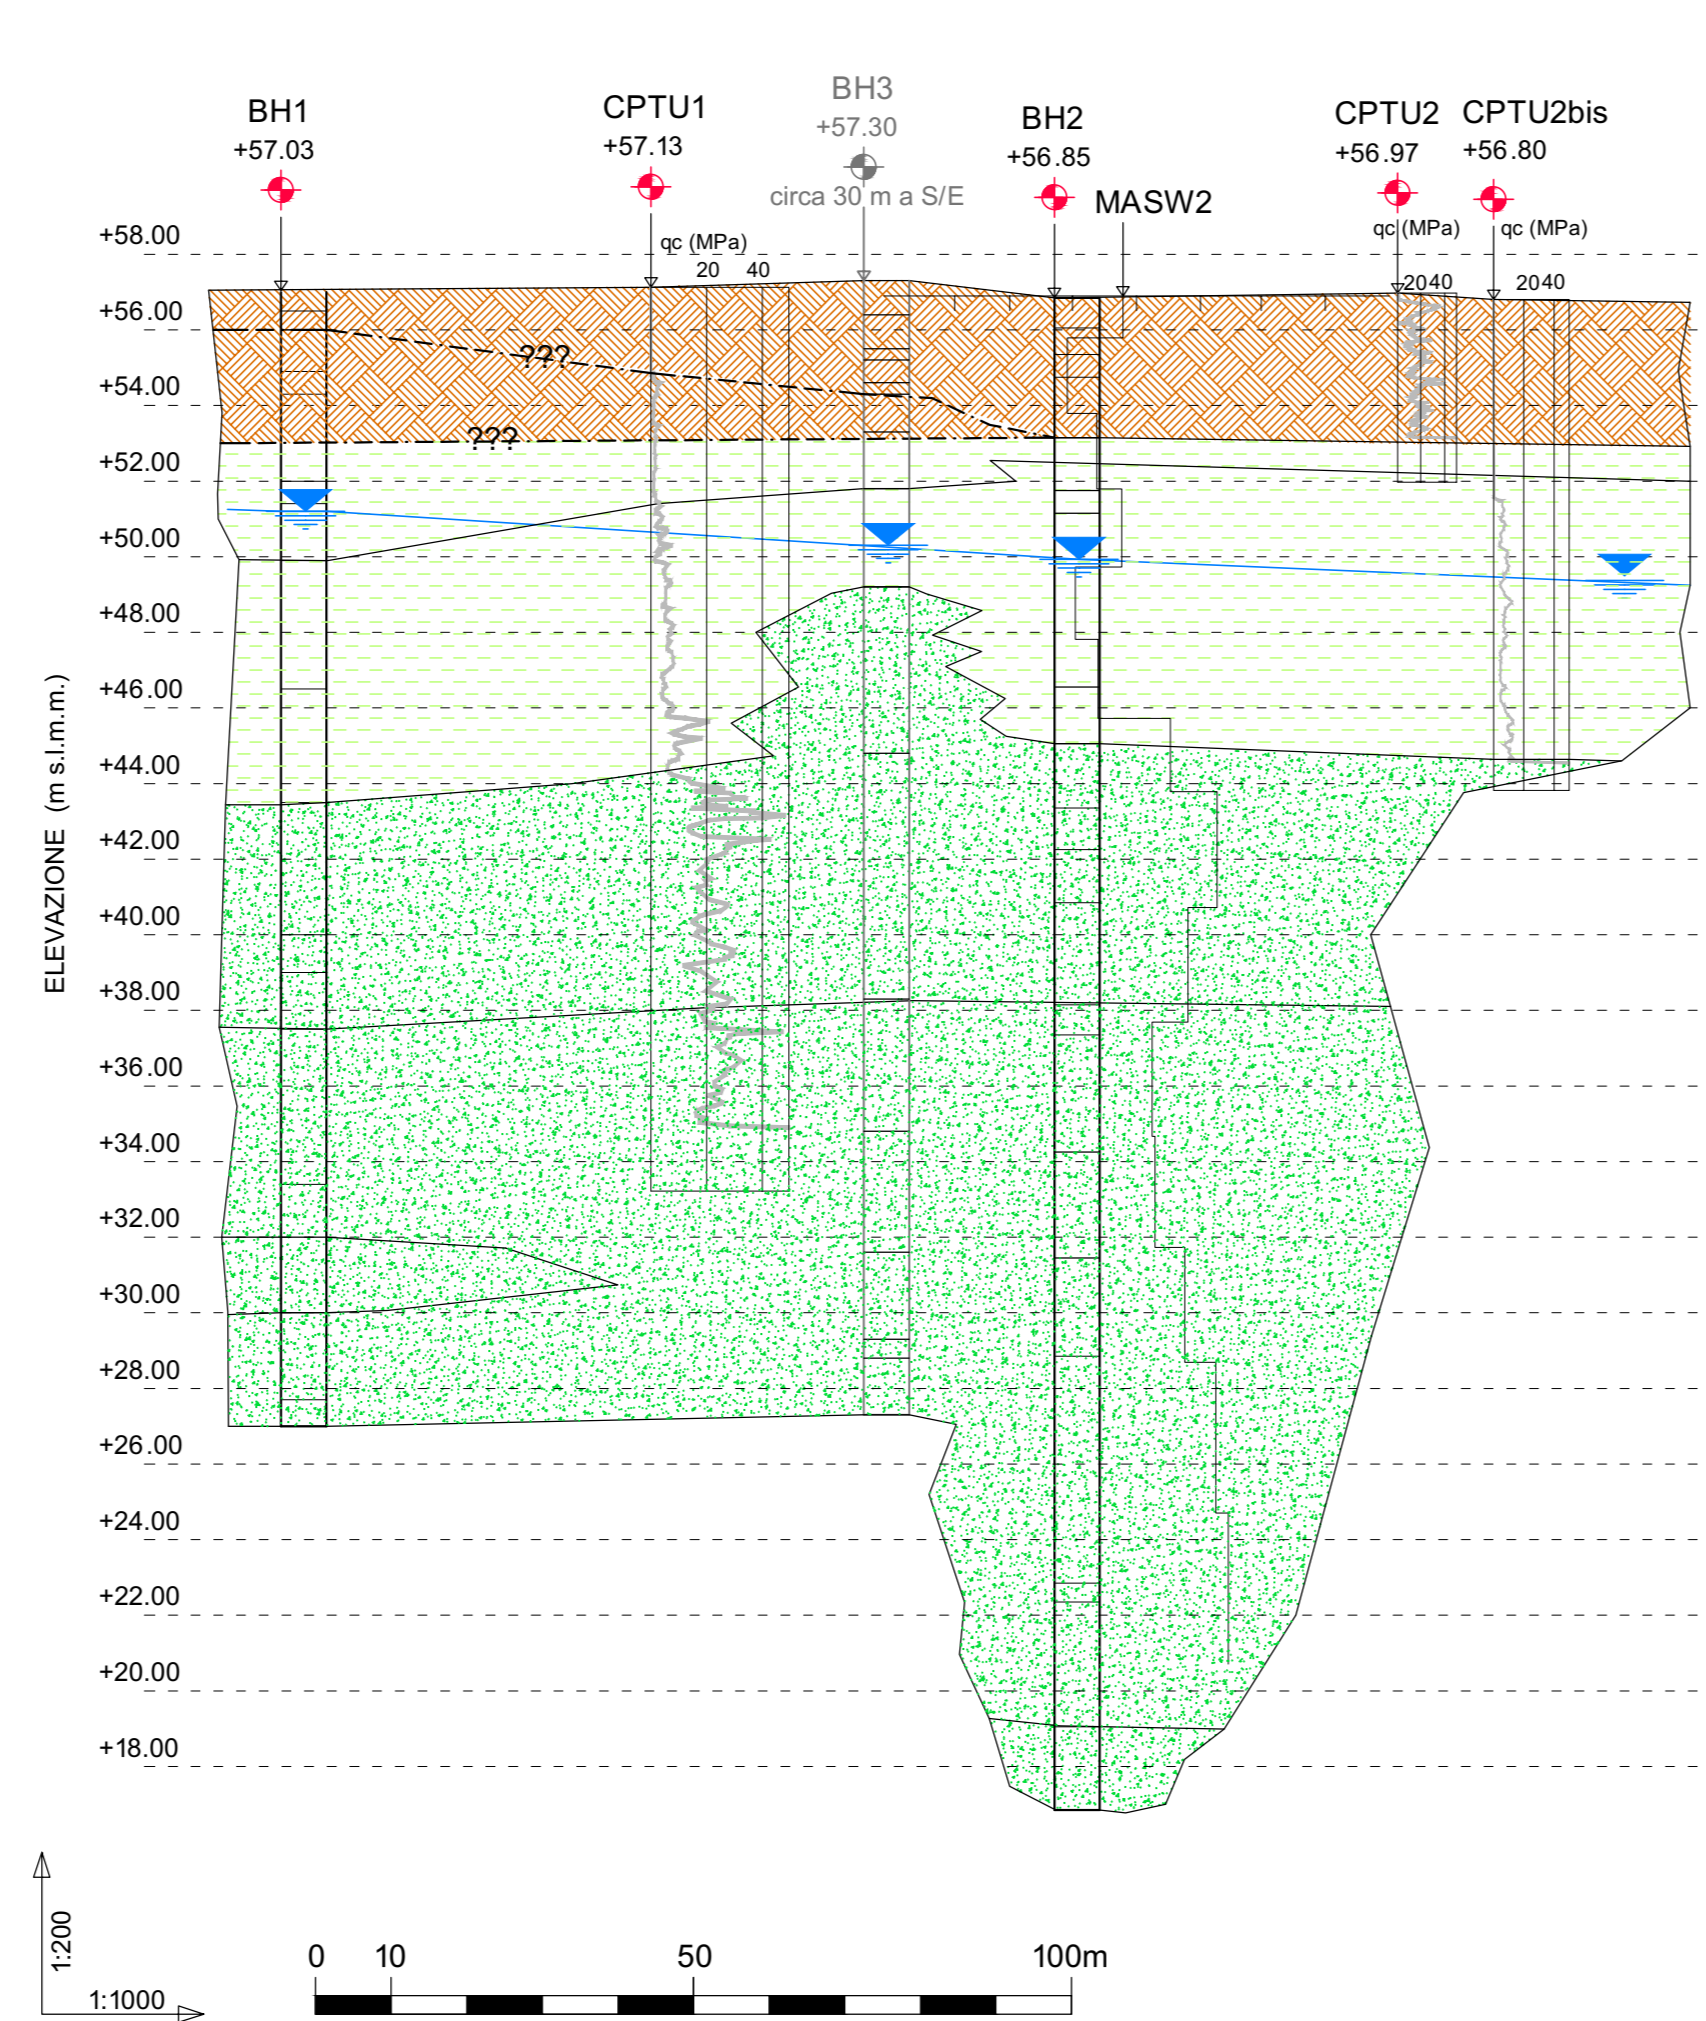 BH1
+57.03
CPTU1
+57.13
BH3
+57.30
circa 30 m a S/E
BH2
+56.85
MASW2
CPTU2
+56.97
CPTU2bis
+56.80
qc (MPa)
20 40
qc (MPa)
2040
qc (MPa)
2040
+58.00
+56.00
???
+54.00
???
+52.00
+50.00
+48.00
+46.00
+44.00
+42.00
+40.00
+38.00
+36.00
+34.00
+32.00
+30.00
+28.00
+26.00
+24.00
+22.00
+20.00
+18.00
ELEVAZIONE (m s.l.m.m.)
1:200
1:1000
0 10 50 100m